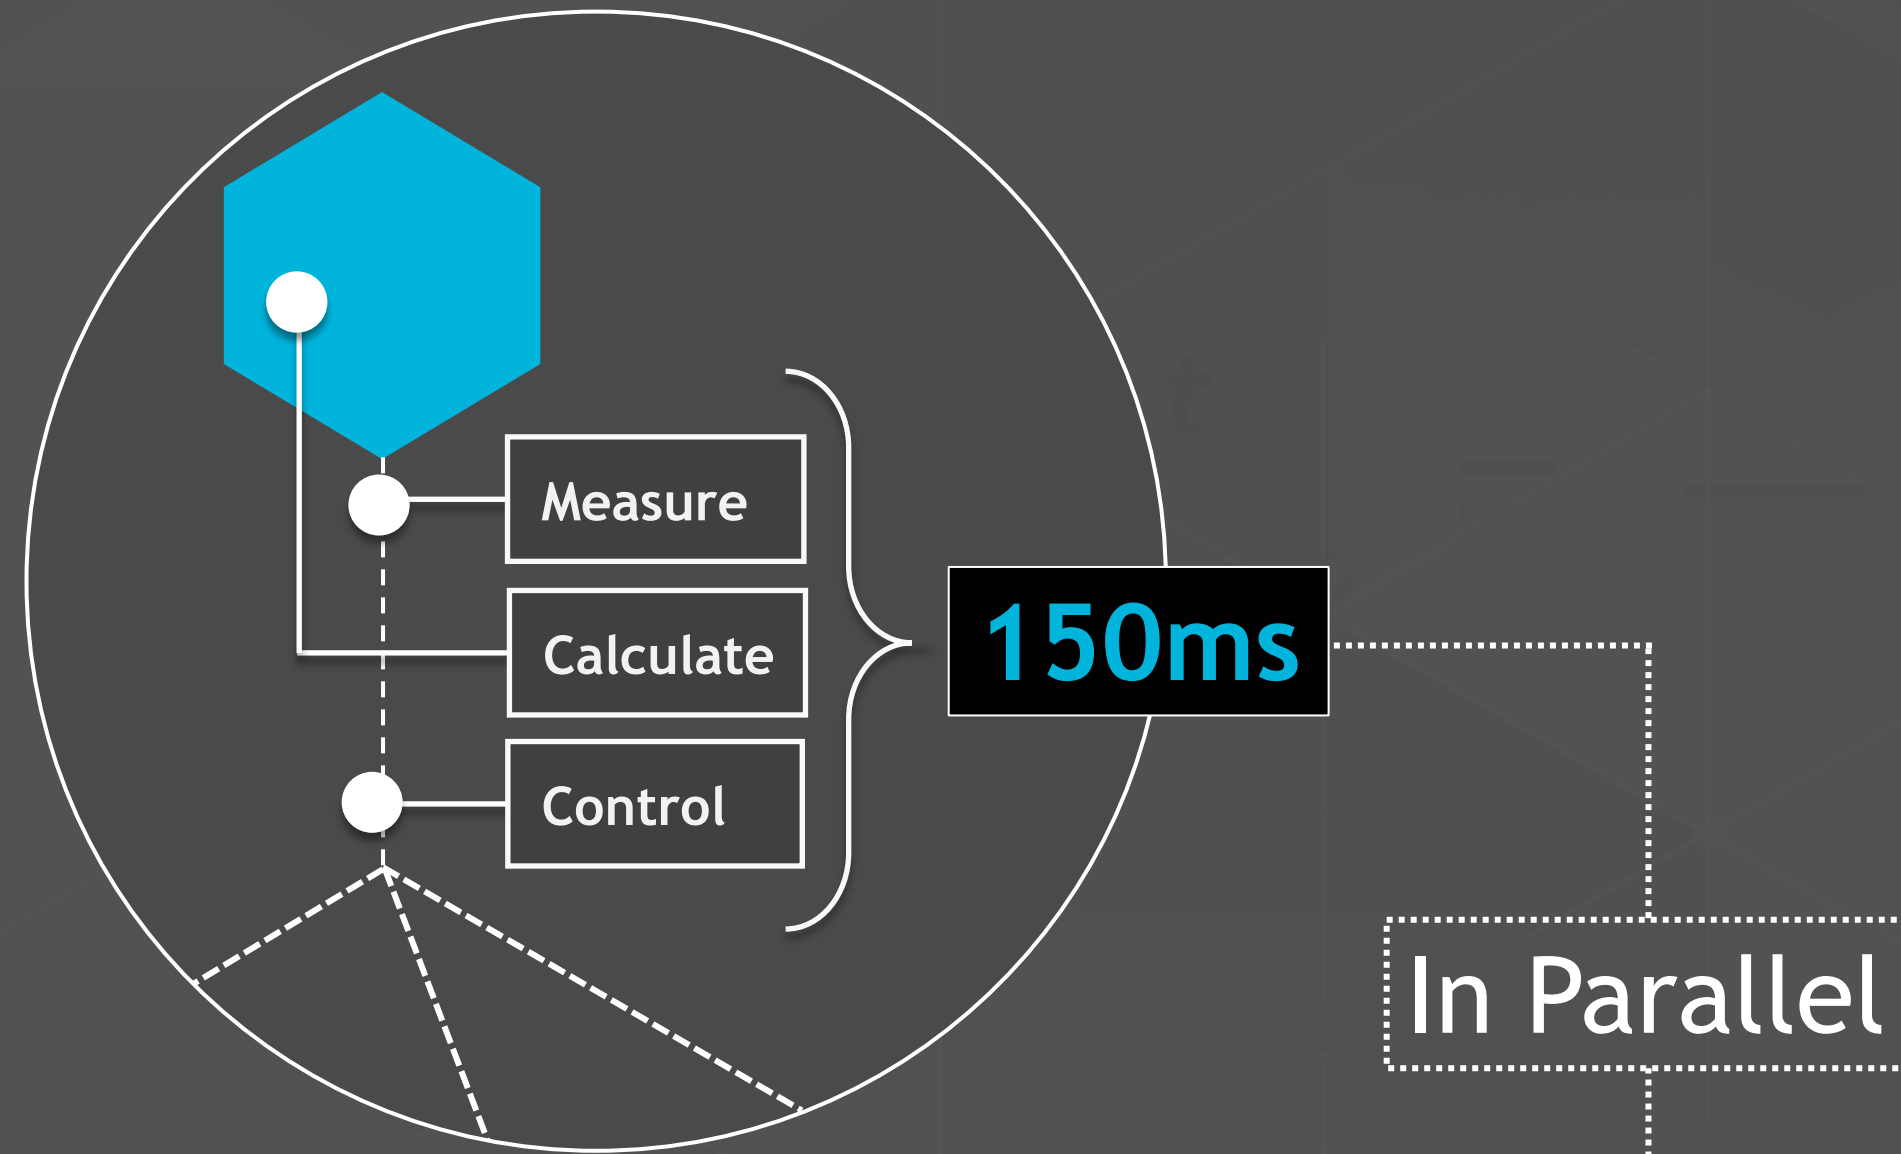 Measure
Calculate
Control
150ms
In Parallel